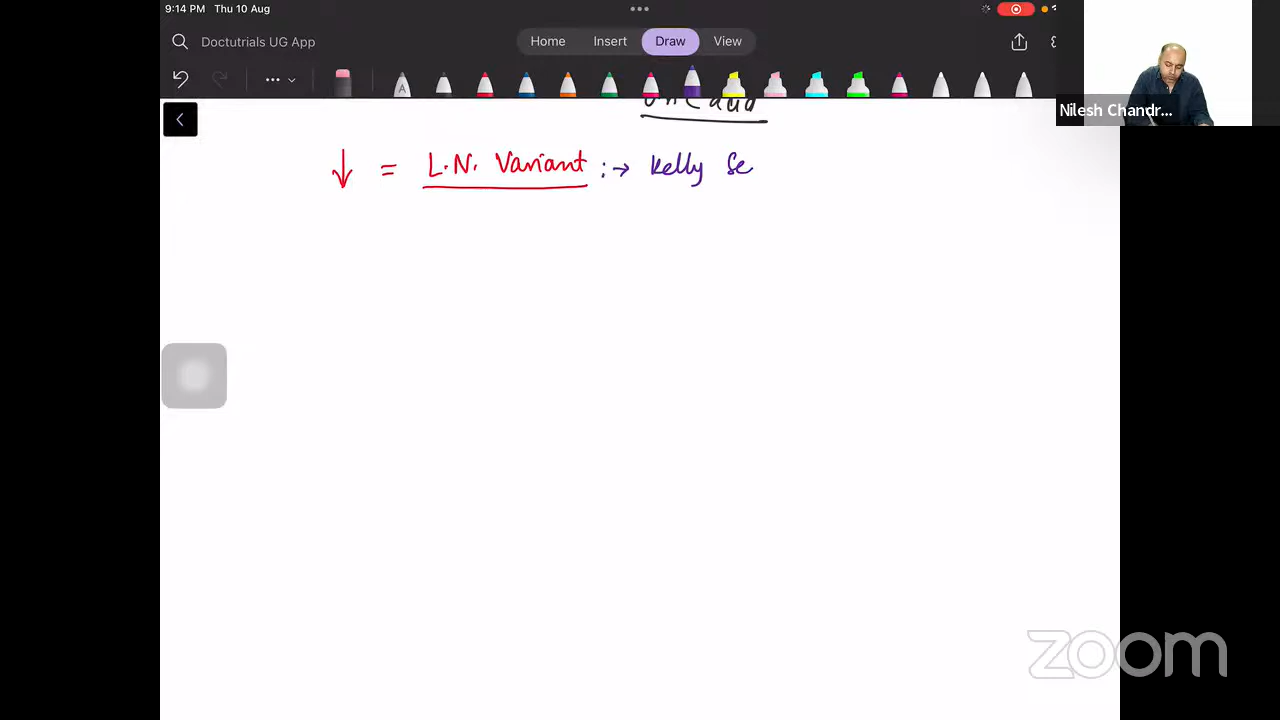 9:14 PM Thu 10 Aug
Doctutrials UG App
Home Insert Draw View
A
Nilesh Chandr...
↓ = L.N. Variant :→ Kelly Se
zoom